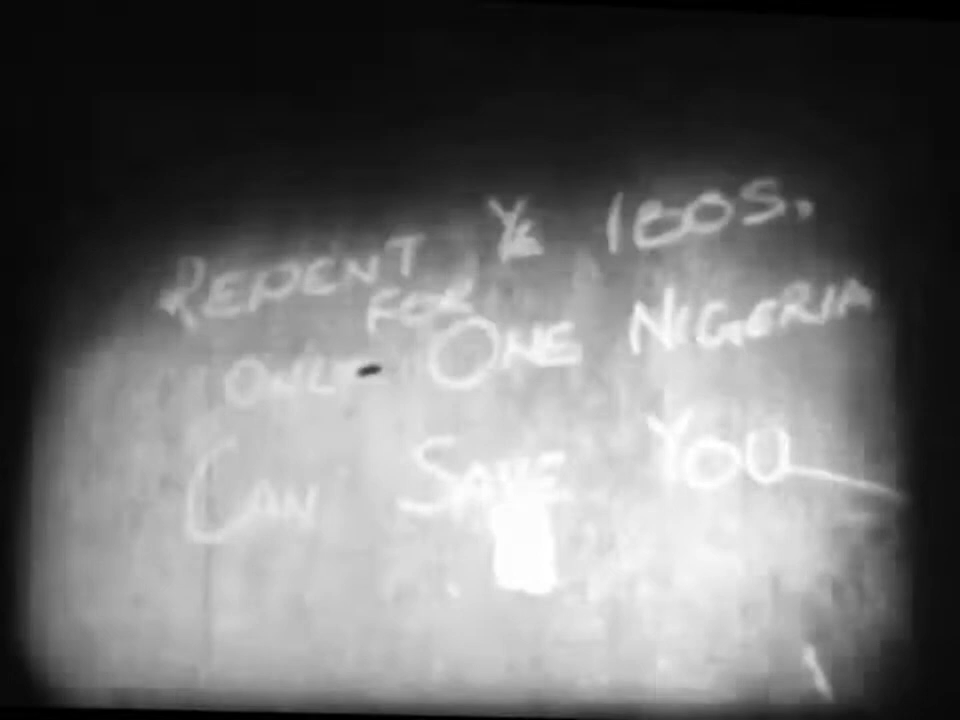 REPENT YE IBOS.
FOR
ONLY ONE NIGERIA
CAN SAVE YOU